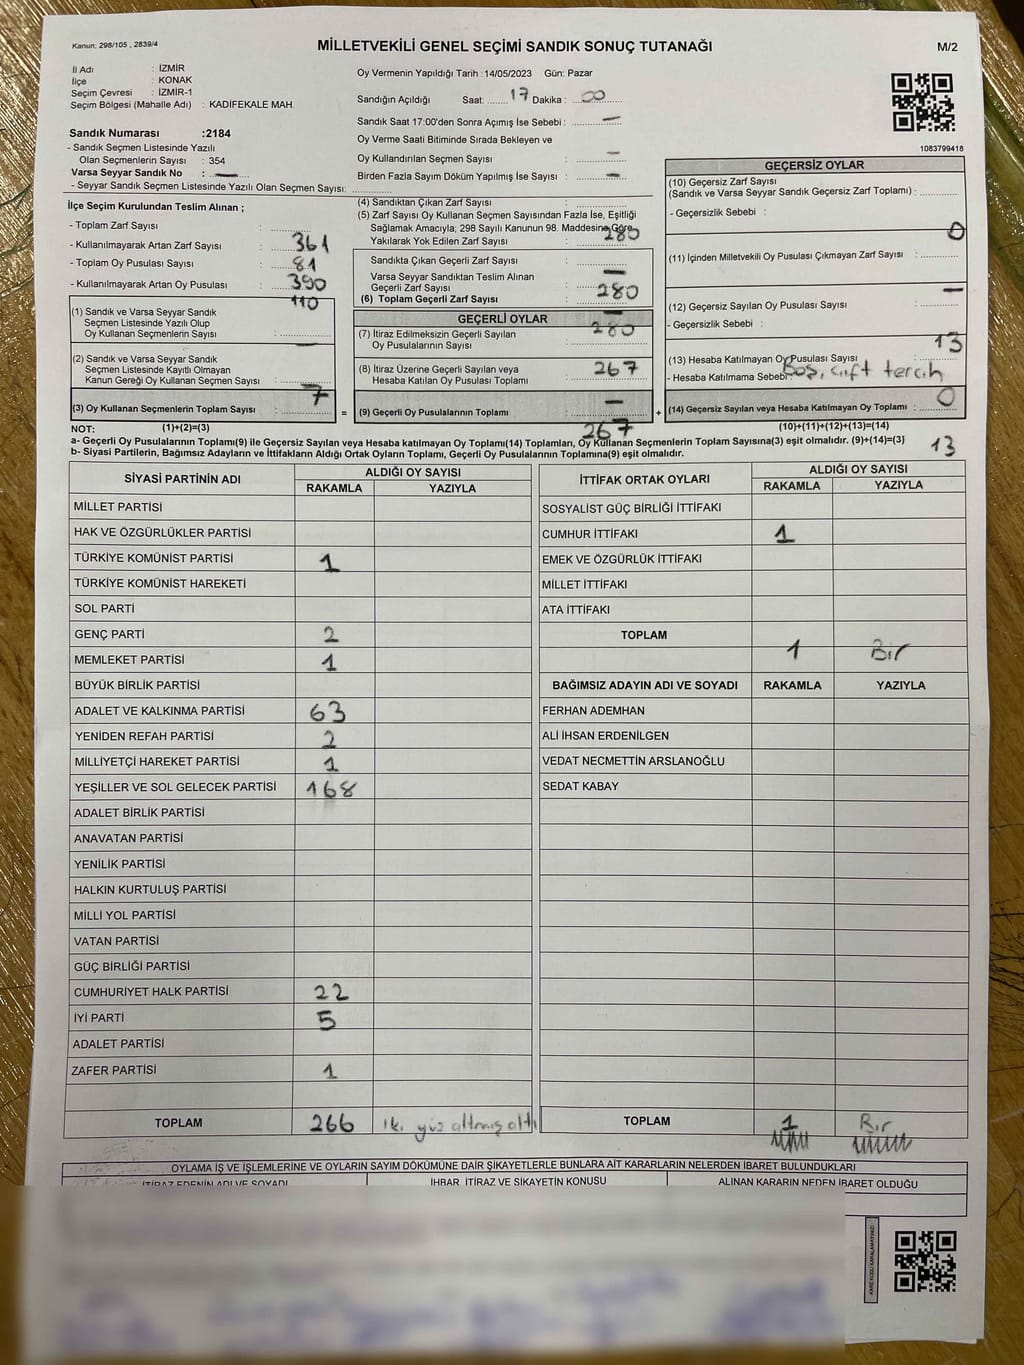 Kanun: 298/105 , 2839/4
MİLLETVEKİLİ GENEL SEÇİMİ SANDIK SONUÇ TUTANAĞI
M/2
İl Adı : İZMİR
İlçe : KONAK
Seçim Çevresi : İZMİR-1
Seçim Bölgesi (Mahalle Adı) : KADİFEKALE MAH.
Sandık Numarası :2184
- Sandık Seçmen Listesinde Yazılı
Olan Seçmenlerin Sayısı : 354
Varsa Seyyar Sandık No : —
- Seyyar Sandık Seçmen Listesinde Yazılı Olan Seçmen Sayısı:
Oy Vermenin Yapıldığı Tarih :14/05/2023 Gün: Pazar
Sandığın Açıldığı Saat: 17 Dakika : 00
Sandık Saat 17:00'den Sonra Açımış İse Sebebi : —
Oy Verme Saati Bitiminde Sırada Bekleyen ve
Oy Kullandırılan Seçmen Sayısı : —
Birden Fazla Sayım Döküm Yapılmış İse Sayısı : —
1083799418
İlçe Seçim Kurulundan Teslim Alınan ;
- Toplam Zarf Sayısı :
361
- Kullanılmayarak Artan Zarf Sayısı :
81
- Toplam Oy Pusulası Sayısı :
390
- Kullanılmayarak Artan Oy Pusulası :
110
(1) Sandık ve Varsa Seyyar Sandık
Seçmen Listesinde Yazılı Olup
Oy Kullanan Seçmenlerin Sayısı :
—
(2) Sandık ve Varsa Seyyar Sandık
Seçmen Listesinde Kayıtlı Olmayan
Kanun Gereği Oy Kullanan Seçmen Sayısı :
7
(3) Oy Kullanan Seçmenlerin Toplam Sayısı :
(1)+(2)=(3)
(4) Sandıktan Çıkan Zarf Sayısı :
(5) Zarf Sayısı Oy Kullanan Seçmen Sayısından Fazla İse, Eşitliği
Sağlamak Amacıyla; 298 Sayılı Kanunun 98. Maddesine Göre
Yakılarak Yok Edilen Zarf Sayısı :
280
Sandıkta Çıkan Geçerli Zarf Sayısı :
—
Varsa Seyyar Sandıktan Teslim Alınan
Geçerli Zarf Sayısı :
280
(6) Toplam Geçerli Zarf Sayısı :
—
GEÇERLİ OYLAR
280
(7) İtiraz Edilmeksizin Geçerli Sayılan
Oy Pusulalarının Sayısı :
267
(8) İtiraz Üzerine Geçerli Sayılan veya
Hesaba Katılan Oy Pusulası Toplamı :
—
= (9) Geçerli Oy Pusulalarının Toplamı : +
267
GEÇERSİZ OYLAR
(10) Geçersiz Zarf Sayısı
(Sandık ve Varsa Seyyar Sandık Geçersiz Zarf Toplamı) :
- Geçersizlik Sebebi :
0
(11) İçinden Milletvekili Oy Pusulası Çıkmayan Zarf Sayısı :
—
(12) Geçersiz Sayılan Oy Pusulası Sayısı :
- Geçersizlik Sebebi :
13
(13) Hesaba Katılmayan Oy Pusulası Sayısı :
- Hesaba Katılmama Sebebi: Boş, çift tercih
0
(14) Geçersiz Sayılan veya Hesaba Katılmayan Oy Toplamı :
(10)+(11)+(12)+(13)=(14)
13
NOT:
a- Geçerli Oy Pusulalarının Toplamı(9) ile Geçersiz Sayılan veya Hesaba katılmayan Oy Toplamı(14) Toplamları, Oy Kullanan Seçmenlerin Toplam Sayısına(3) eşit olmalıdır. (9)+(14)=(3)
b- Siyasi Partilerin, Bağımsız Adayların ve İttifakların Aldığı Ortak Oyların Toplamı, Geçerli Oy Pusulalarının Toplamına(9) eşit olmalıdır.
SİYASİ PARTİNİN ADI ALDIĞI OY SAYISI
RAKAMLA YAZIYLA
MİLLET PARTİSİ
HAK VE ÖZGÜRLÜKLER PARTİSİ
TÜRKİYE KOMÜNİST PARTİSİ 1
TÜRKİYE KOMÜNİST HAREKETİ
SOL PARTİ
GENÇ PARTİ 2
MEMLEKET PARTİSİ 1
BÜYÜK BİRLİK PARTİSİ
ADALET VE KALKINMA PARTİSİ 63
YENİDEN REFAH PARTİSİ 2
MİLLİYETÇİ HAREKET PARTİSİ 1
YEŞİLLER VE SOL GELECEK PARTİSİ 168
ADALET BİRLİK PARTİSİ
ANAVATAN PARTİSİ
YENİLİK PARTİSİ
HALKIN KURTULUŞ PARTİSİ
MİLLİ YOL PARTİSİ
VATAN PARTİSİ
GÜÇ BİRLİĞİ PARTİSİ
CUMHURİYET HALK PARTİSİ 22
İYİ PARTİ 5
ADALET PARTİSİ
ZAFER PARTİSİ 1
TOPLAM 266 iki yüz altmış altı
İTTİFAK ORTAK OYLARI ALDIĞI OY SAYISI
RAKAMLA YAZIYLA
SOSYALİST GÜÇ BİRLİĞİ İTTİFAKI
CUMHUR İTTİFAKI 1
EMEK VE ÖZGÜRLÜK İTTİFAKI
MİLLET İTTİFAKI
ATA İTTİFAKI
TOPLAM 1 Bir
BAĞIMSIZ ADAYIN ADI VE SOYADI RAKAMLA YAZIYLA
FERHAN ADEMHAN
ALİ İHSAN ERDENİLGEN
VEDAT NECMETTİN ARSLANOĞLU
SEDAT KABAY
TOPLAM 1 Bir
OYLAMA İŞ VE İŞLEMLERİNE VE OYLARIN SAYIM DÖKÜMÜNE DAİR ŞİKAYETLERLE BUNLARA AİT KARARLARIN NELERDEN İBARET BULUNDUKLARI
İTİRAZ EDENİN ADI VE SOYADI İHBAR, İTİRAZ VE ŞİKAYETİN KONUSU ALINAN KARARIN NEDEN İBARET OLDUĞU
KAREKODU KARALAMAYINIZ!